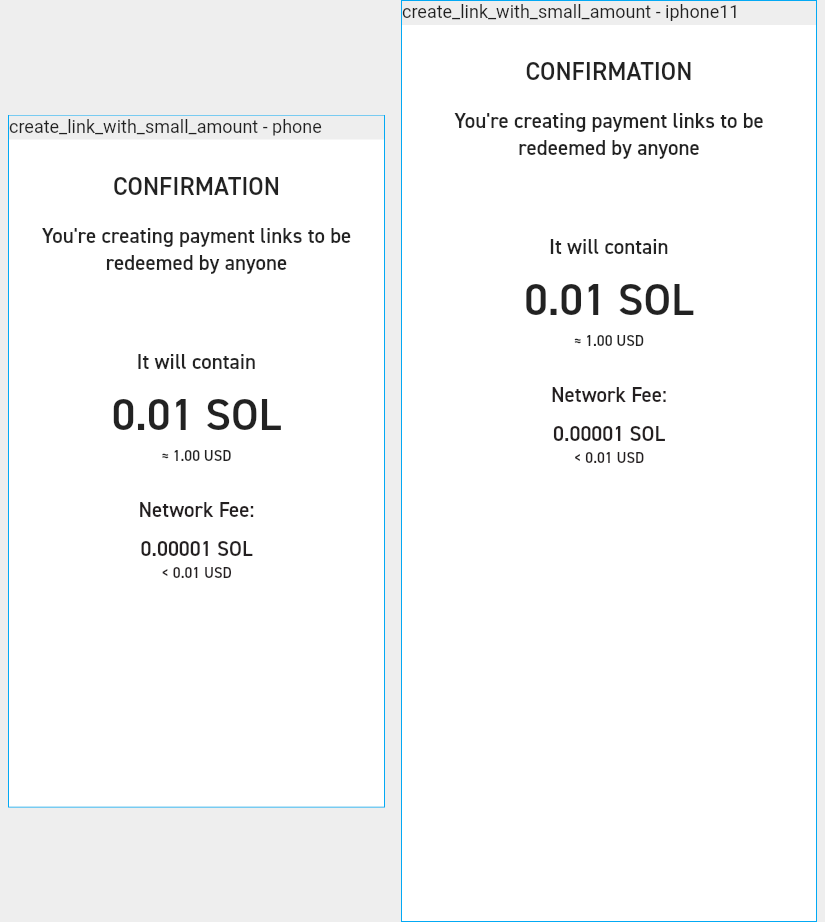 create_link_with_small_amount - phone
CONFIRMATION
You're creating payment links to be
redeemed by anyone
It will contain
0.01 SOL
≈ 1.00 USD
Network Fee:
0.00001 SOL
< 0.01 USD
create_link_with_small_amount - iphone11
CONFIRMATION
You're creating payment links to be
redeemed by anyone
It will contain
0.01 SOL
≈ 1.00 USD
Network Fee:
0.00001 SOL
< 0.01 USD